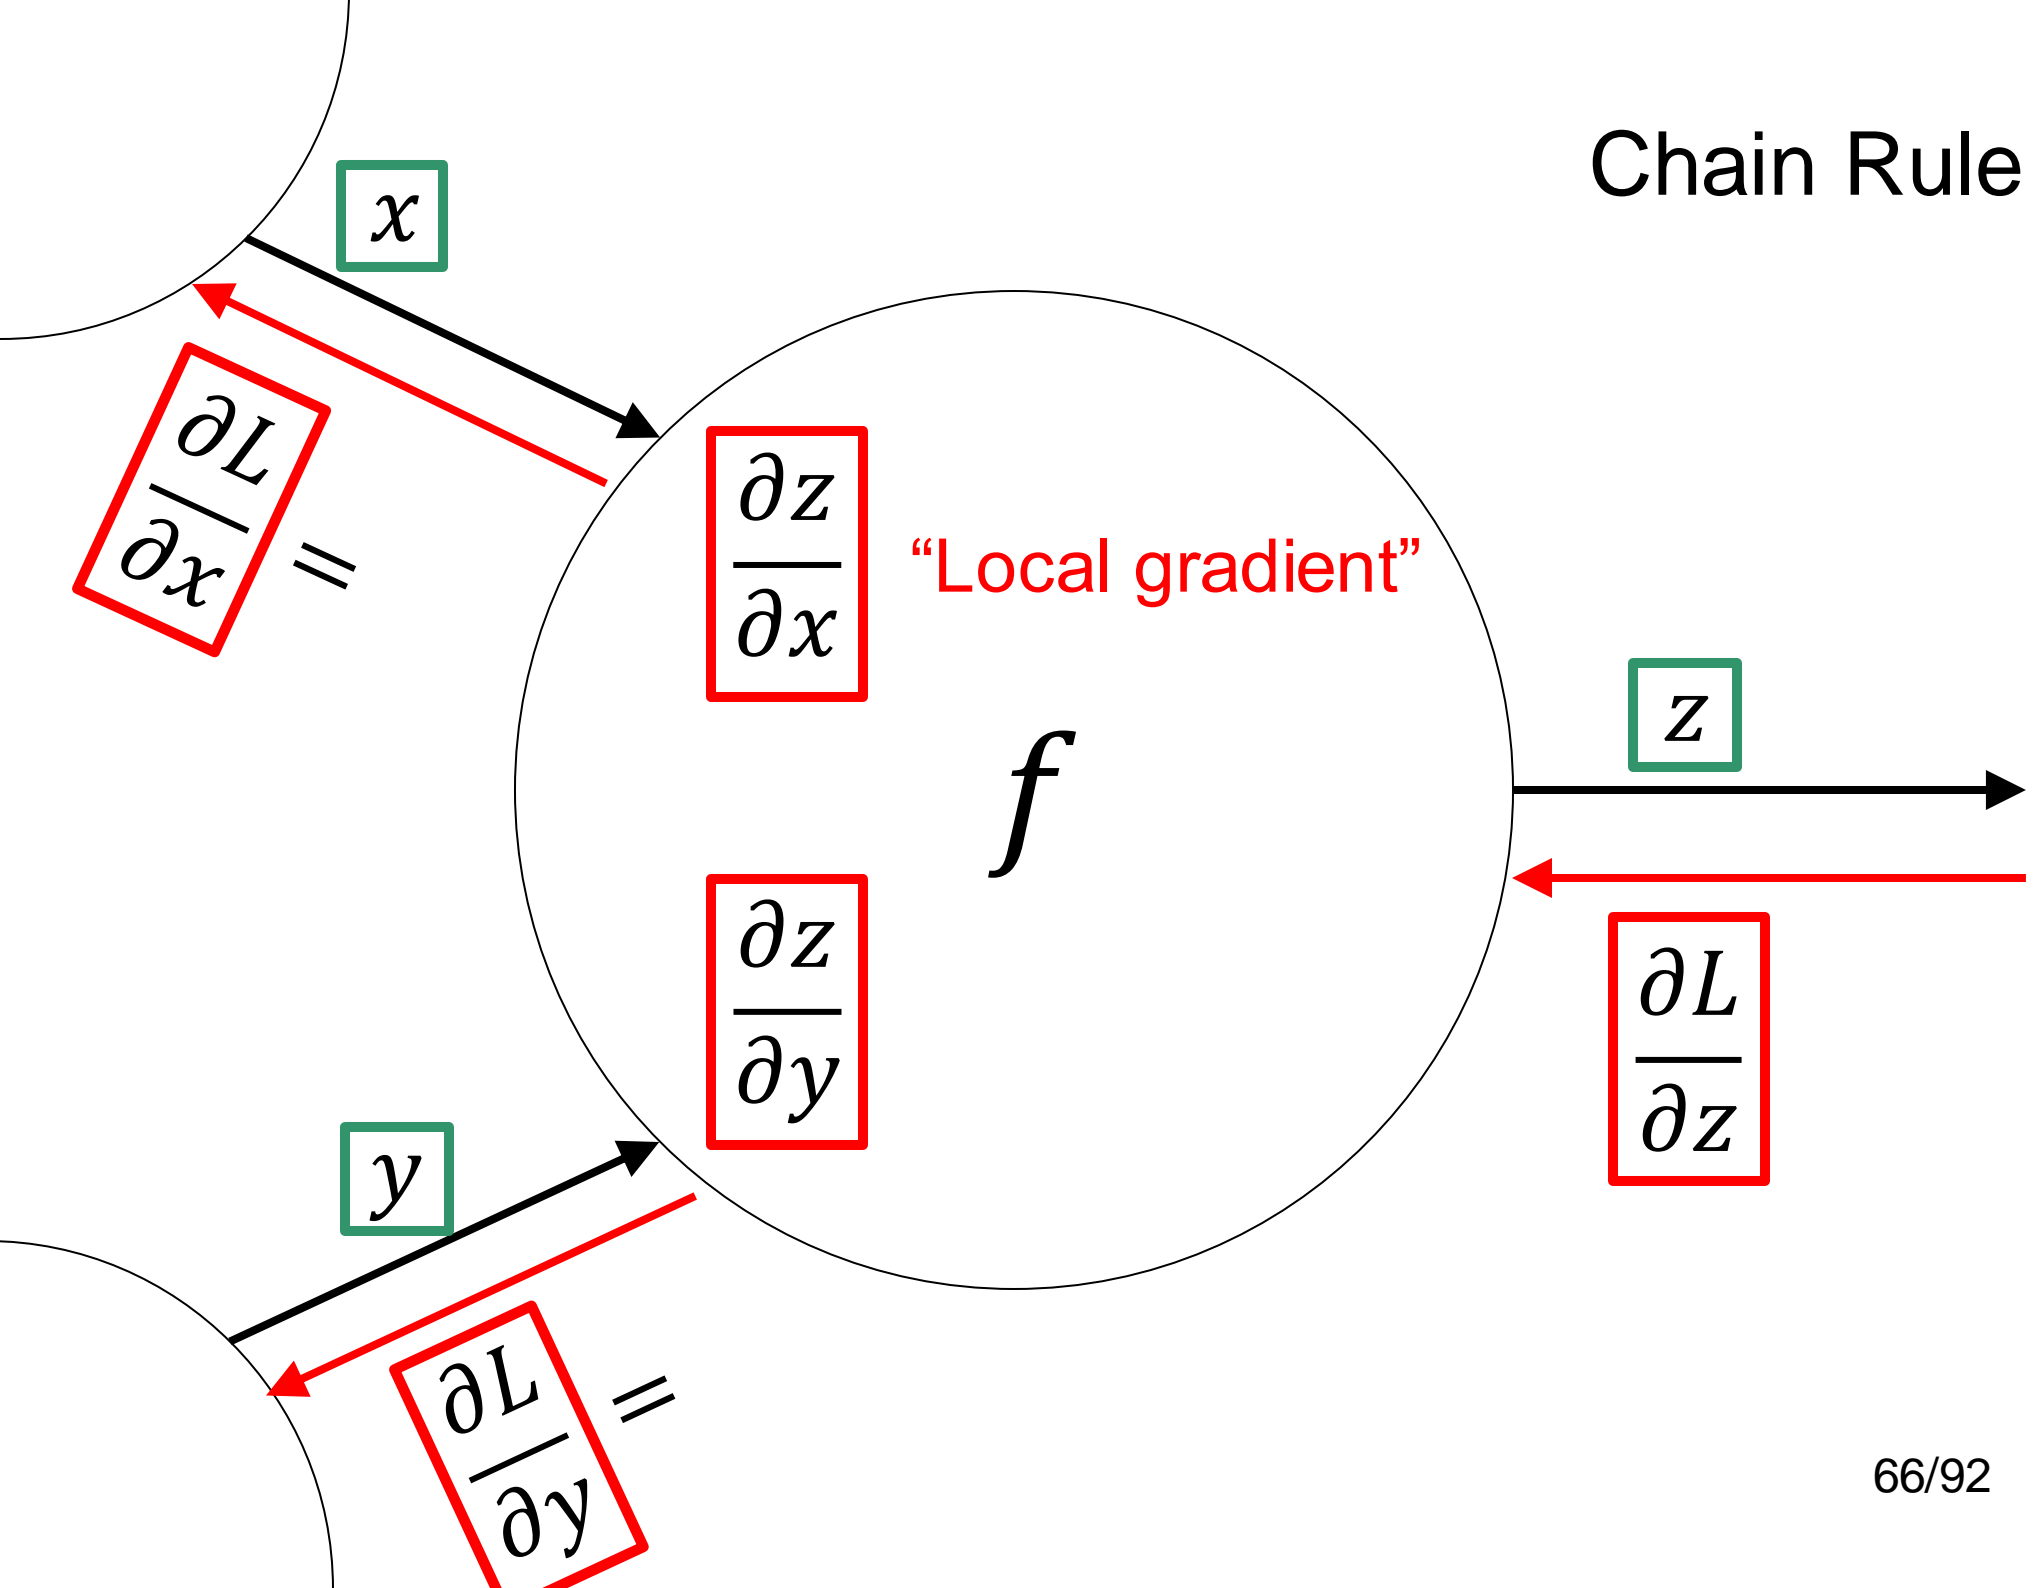 Chain Rule
x
∂L/∂x =
∂z/∂x
“Local gradient”
z
f
∂z/∂y
∂L/∂z
y
∂L/∂y =
66/92